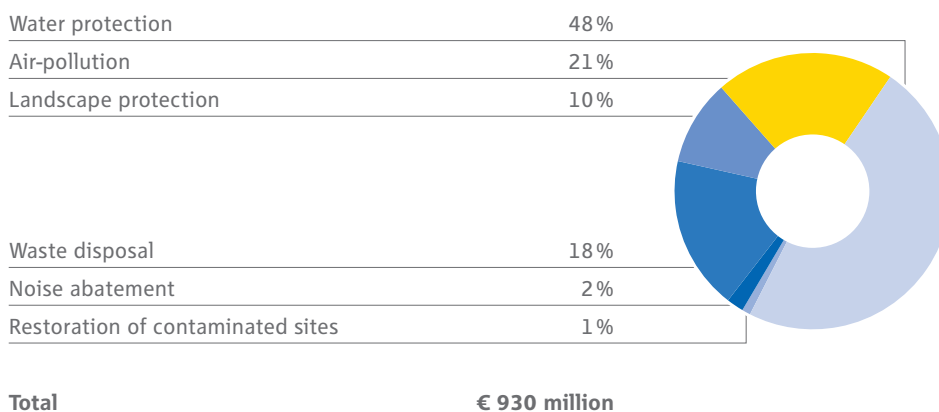 Water protection 48%
Air-pollution 21%
Landscape protection 10%
Waste disposal 18%
Noise abatement 2%
Restoration of contaminated sites 1%
Total € 930 million